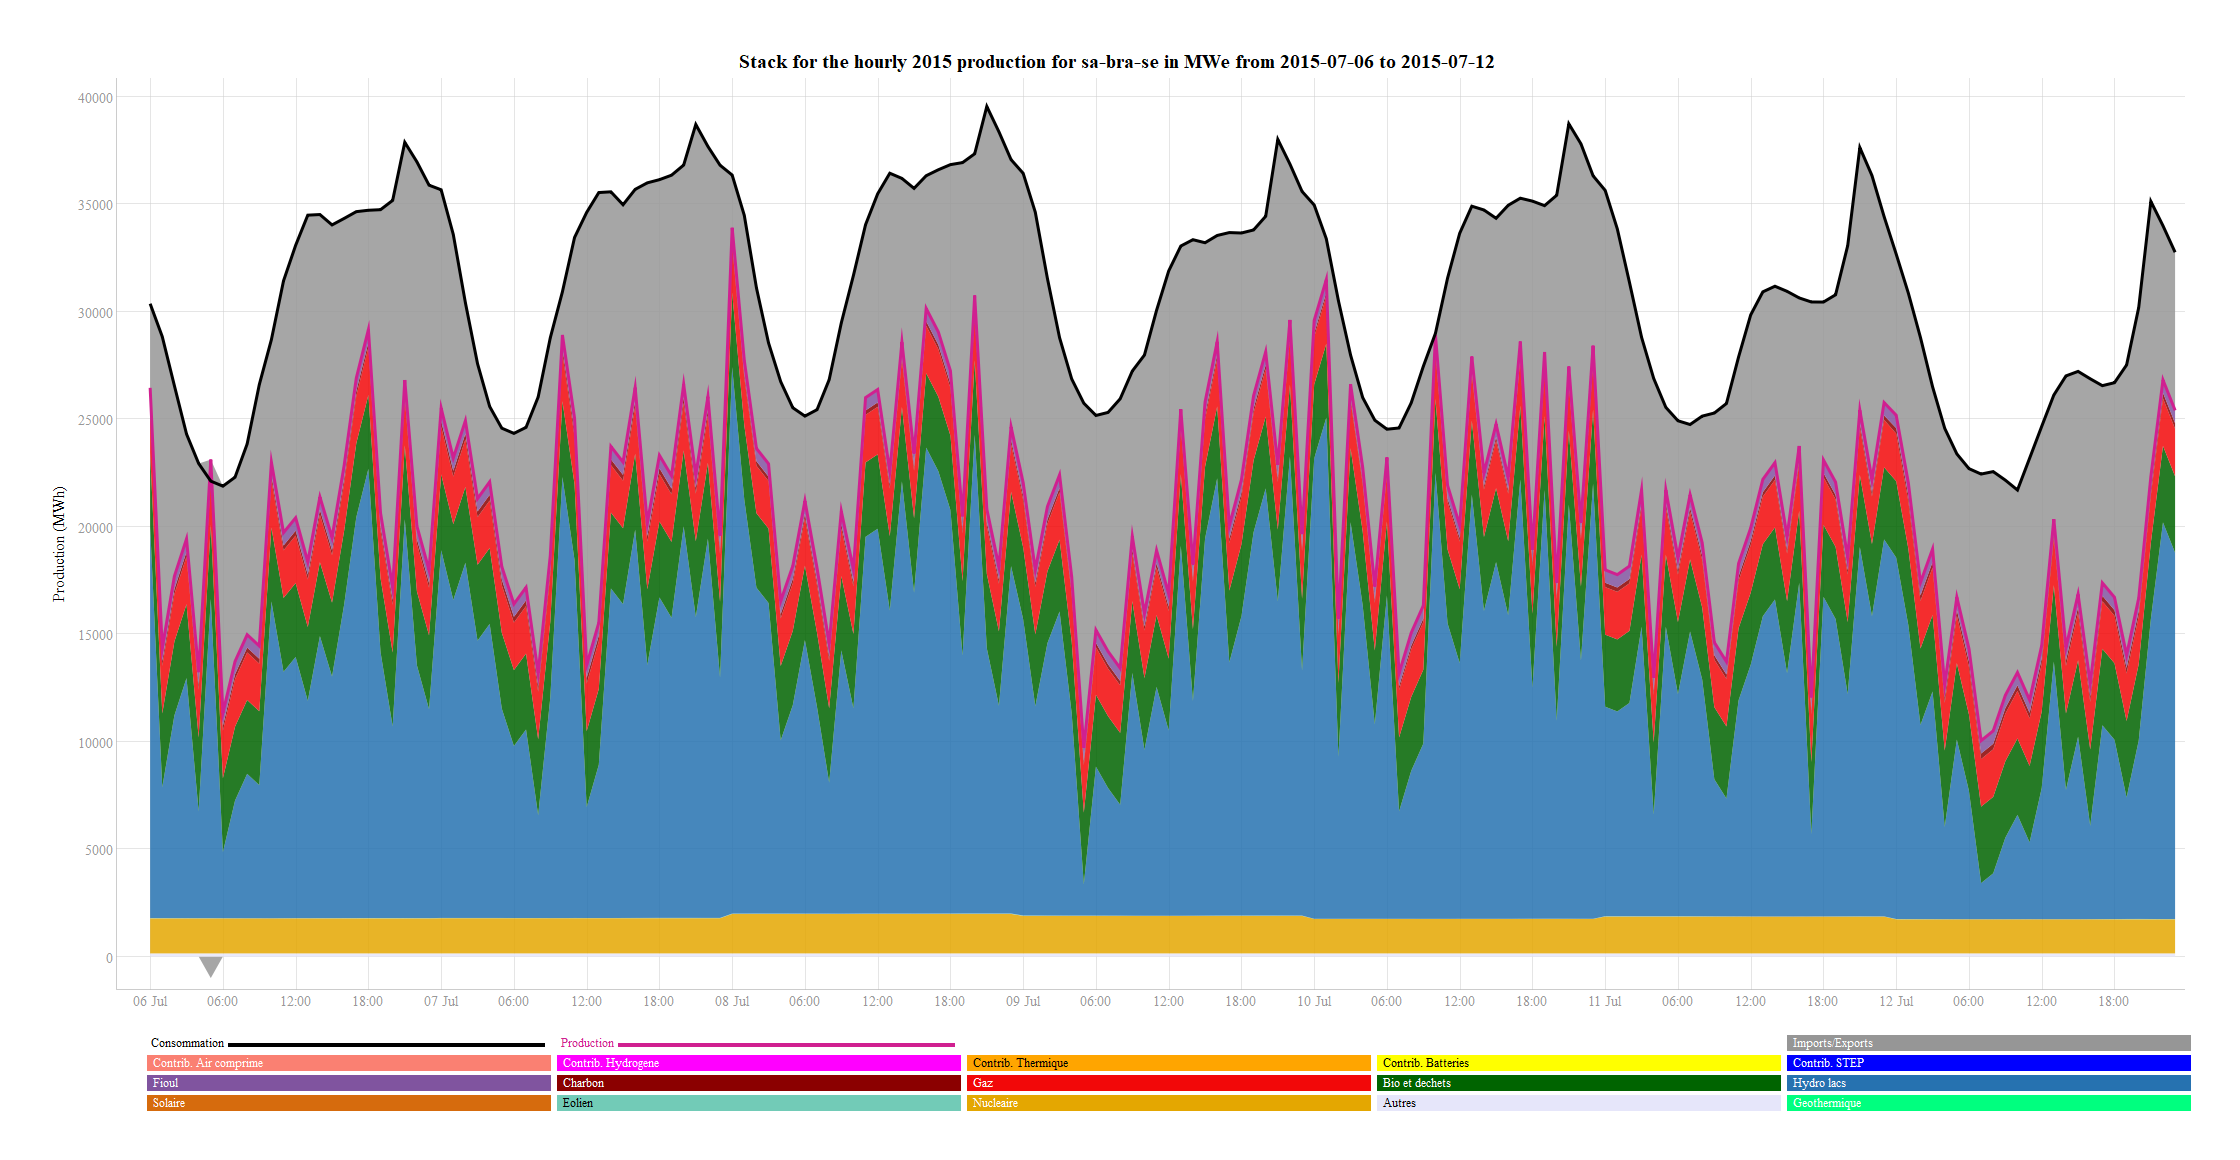 Stack for the hourly 2015 production for sa-bra-se in MWe from 2015-07-06 to 2015-07-12
40000
35000
30000
25000
20000
15000
10000
5000
0
Production (MWh)
06 Jul 06:00 12:00 18:00 07 Jul 06:00 12:00 18:00 08 Jul 06:00 12:00 18:00 09 Jul 06:00 12:00 18:00 10 Jul 06:00 12:00 18:00 11 Jul 06:00 12:00 18:00 12 Jul 06:00 12:00 18:00
Consommation Production Imports/Exports
Contrib. Air comprime Contrib. Hydrogene Contrib. Thermique Contrib. Batteries Contrib. STEP
Fioul Charbon Gaz Bio et dechets Hydro lacs
Solaire Eolien Nucleaire Autres Geothermique